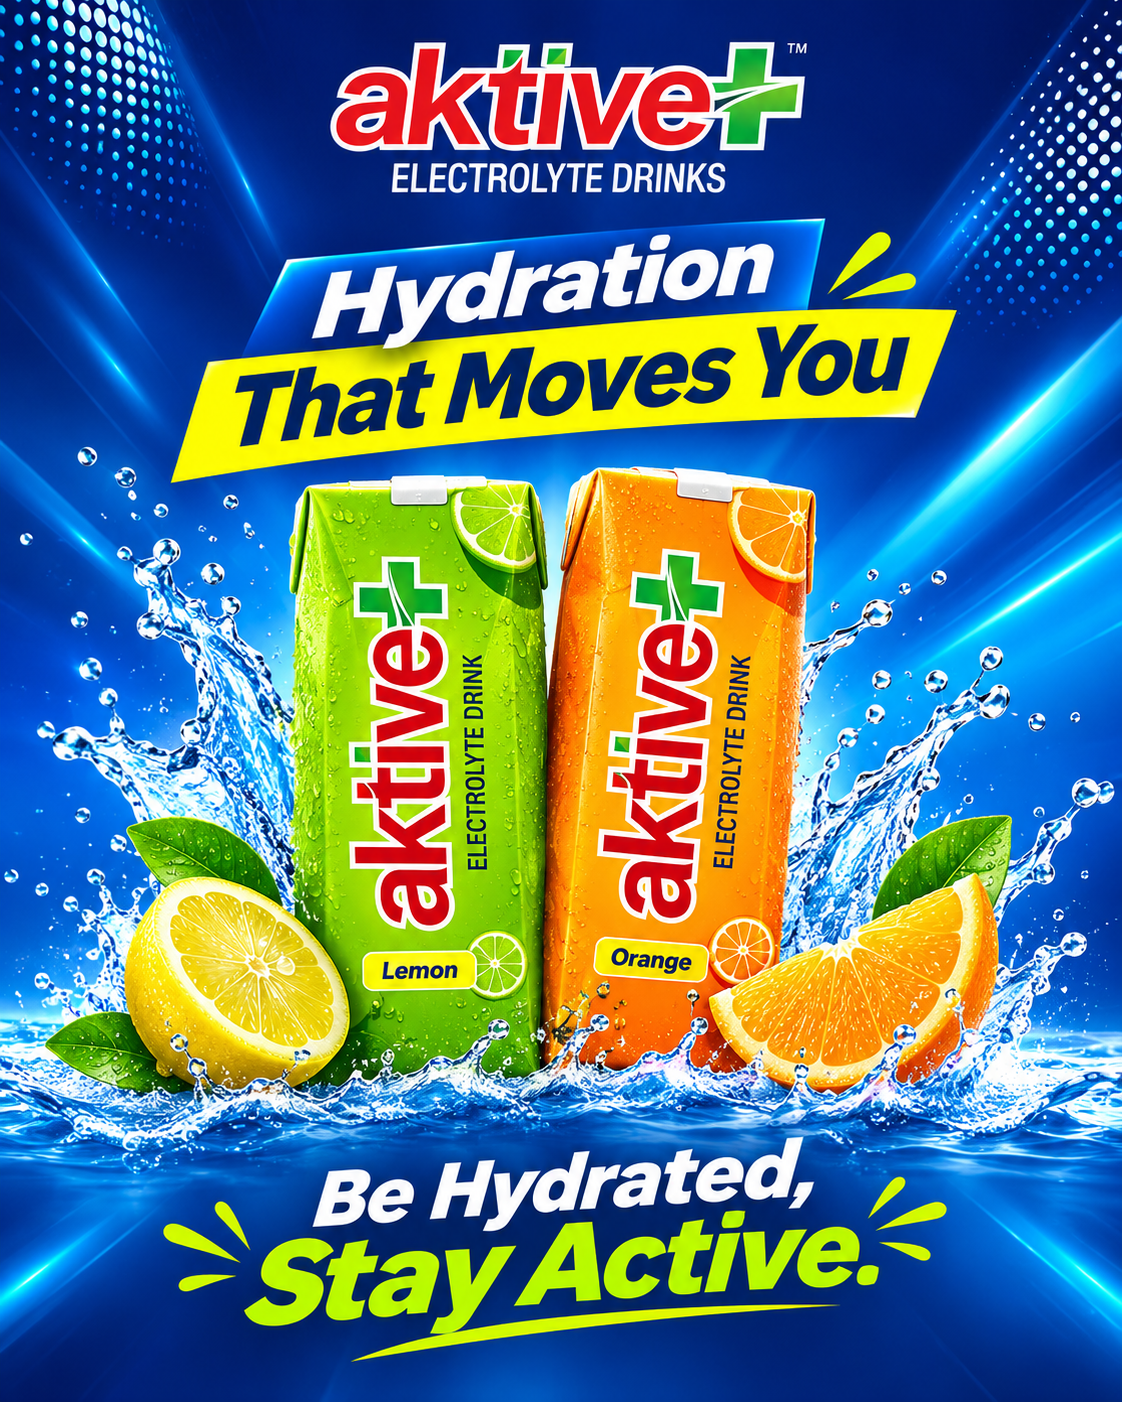 aktive+™
ELECTROLYTE DRINKS
Hydration
That Moves You
aktive+
ELECTROLYTE DRINK
Lemon
aktive+
ELECTROLYTE DRINK
Orange
Be Hydrated,
Stay Active.